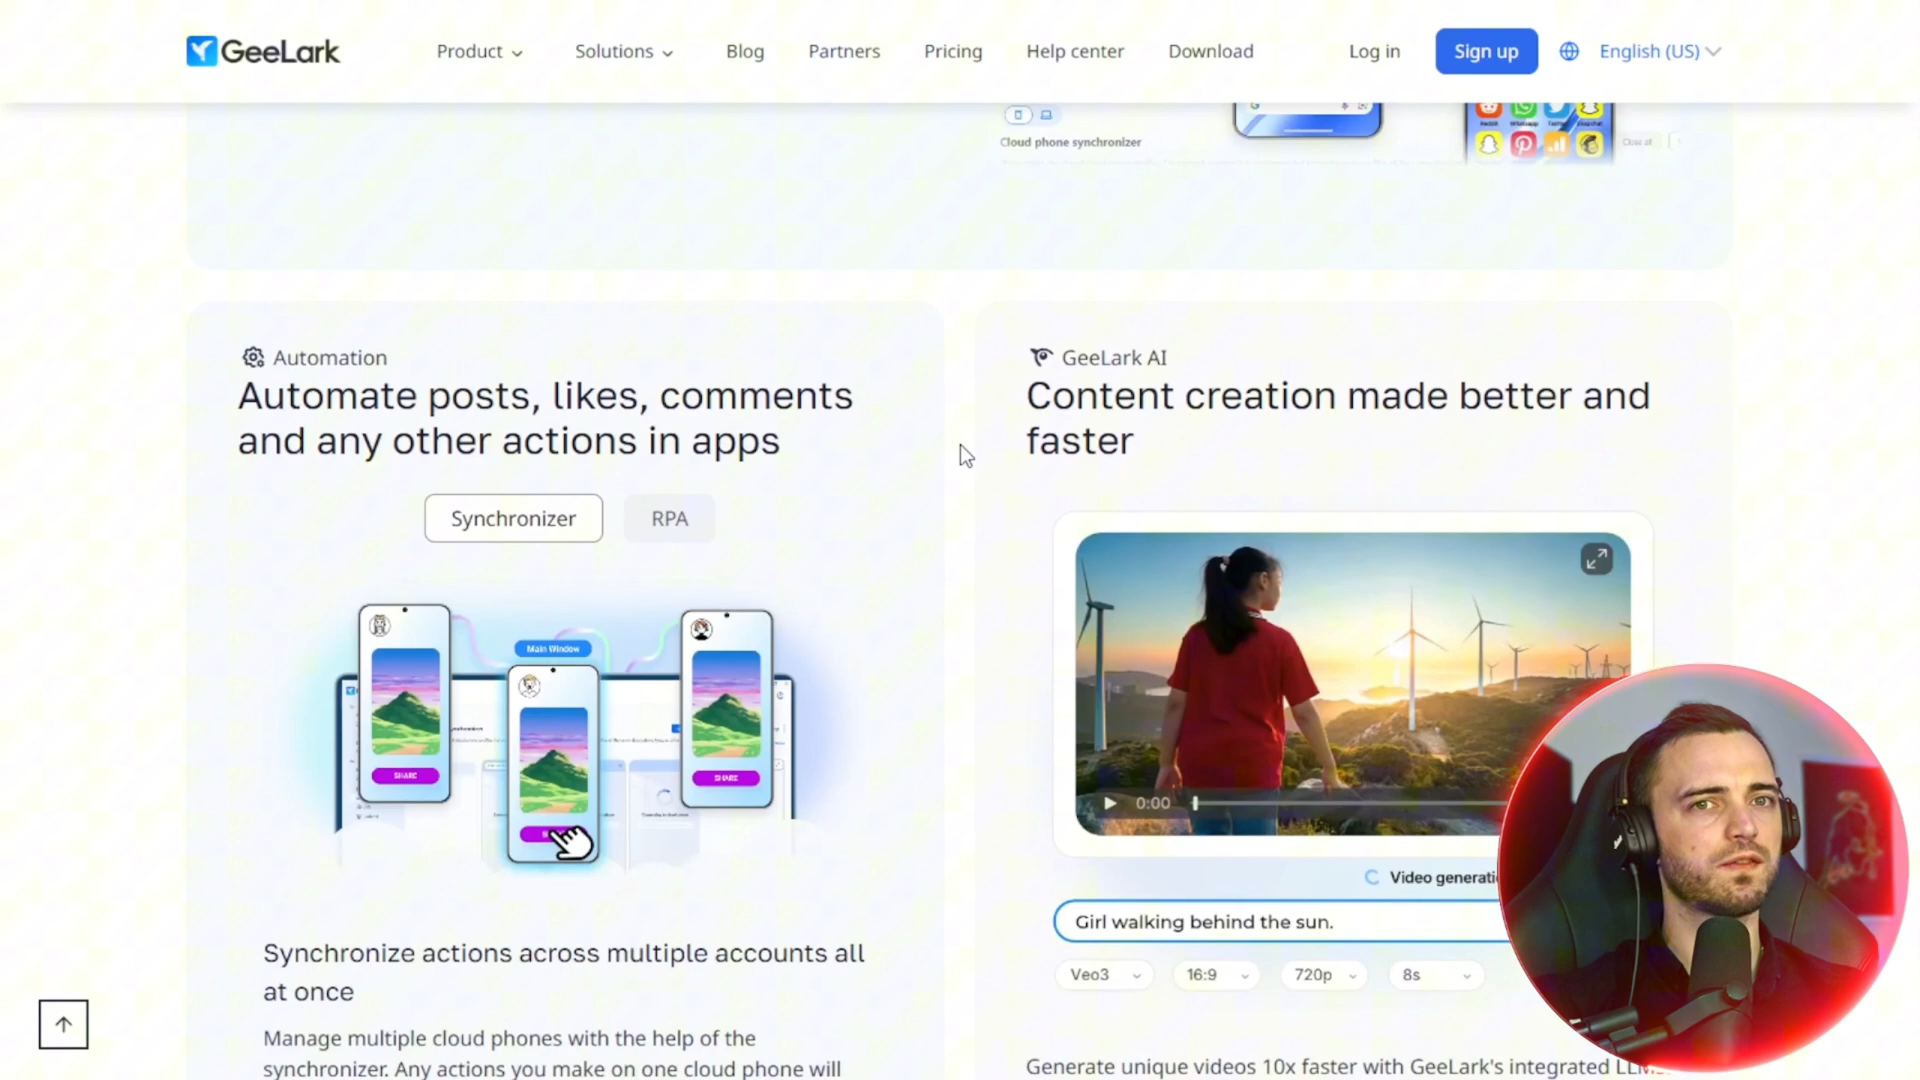 GeeLark
Product
Solutions
Blog
Partners
Pricing
Help center
Download
Log in
Sign up
English (US)
Cloud phone synchronizer
Close all
Automation
Automate posts, likes, comments
and any other actions in apps
Synchronizer
RPA
Main Window
SHARE
SHARE
Synchronize actions across multiple accounts all
at once
Manage multiple cloud phones with the help of the
synchronizer. Any actions you make on one cloud phone will
GeeLark AI
Content creation made better and
faster
0:00
Video generati
Girl walking behind the sun.
Veo3
16:9
720p
8s
Generate unique videos 10x faster with GeeLark's integrated LLMs